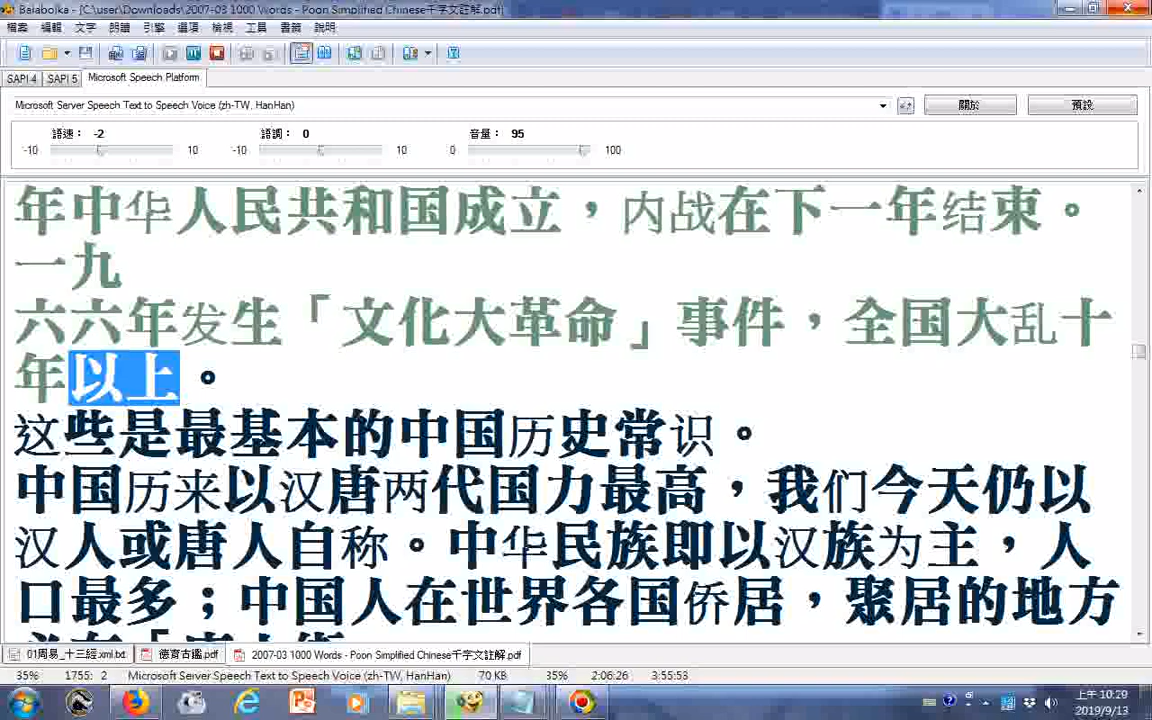 Balabolka - [C:\user\Downloads\2007-03 1000 Words - Poon Simplified Chinese千字文註解.pdf]
檔案 編輯 文字 朗讀 引擎 選項 檢視 工具 書籤 說明
SAPI 4 SAPI 5 Microsoft Speech Platform
Microsoft Server Speech Text to Speech Voice (zh-TW, HanHan) 關於 預設
語速： -2 語調： 0 音量： 95
-10 10 -10 10 0 100
年中华人民共和国成立，内战在下一年结束。
一九
六六年发生「文化大革命」事件，全国大乱十
年以上。
这些是最基本的中国历史常识。
中国历来以汉唐两代国力最高，我们今天仍以
汉人或唐人自称。中华民族即以汉族为主，人
口最多；中国人在世界各国侨居，聚居的地方
01周易_十三經.xml.txt 德育古鑑.pdf 2007-03 1000 Words - Poon Simplified Chinese千字文註解.pdf
35% 1755: 2 Microsoft Server Speech Text to Speech Voice (zh-TW, HanHan) 70 KB 35% 2:06:26 3:55:53
上午 10:29
2019/9/13